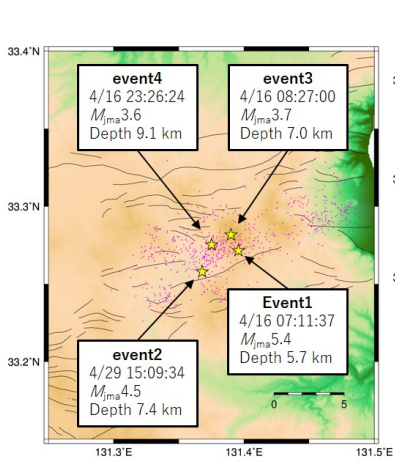 33.4°N
event4
4/16 23:26:24
Mjma3.6
Depth 9.1 km
event3
4/16 08:27:00
Mjma3.7
Depth 7.0 km
33.3°N
Event1
4/16 07:11:37
Mjma5.4
Depth 5.7 km
event2
4/29 15:09:34
Mjma4.5
Depth 7.4 km
33.2°N
0 5
131.3°E 131.4°E 131.5°E